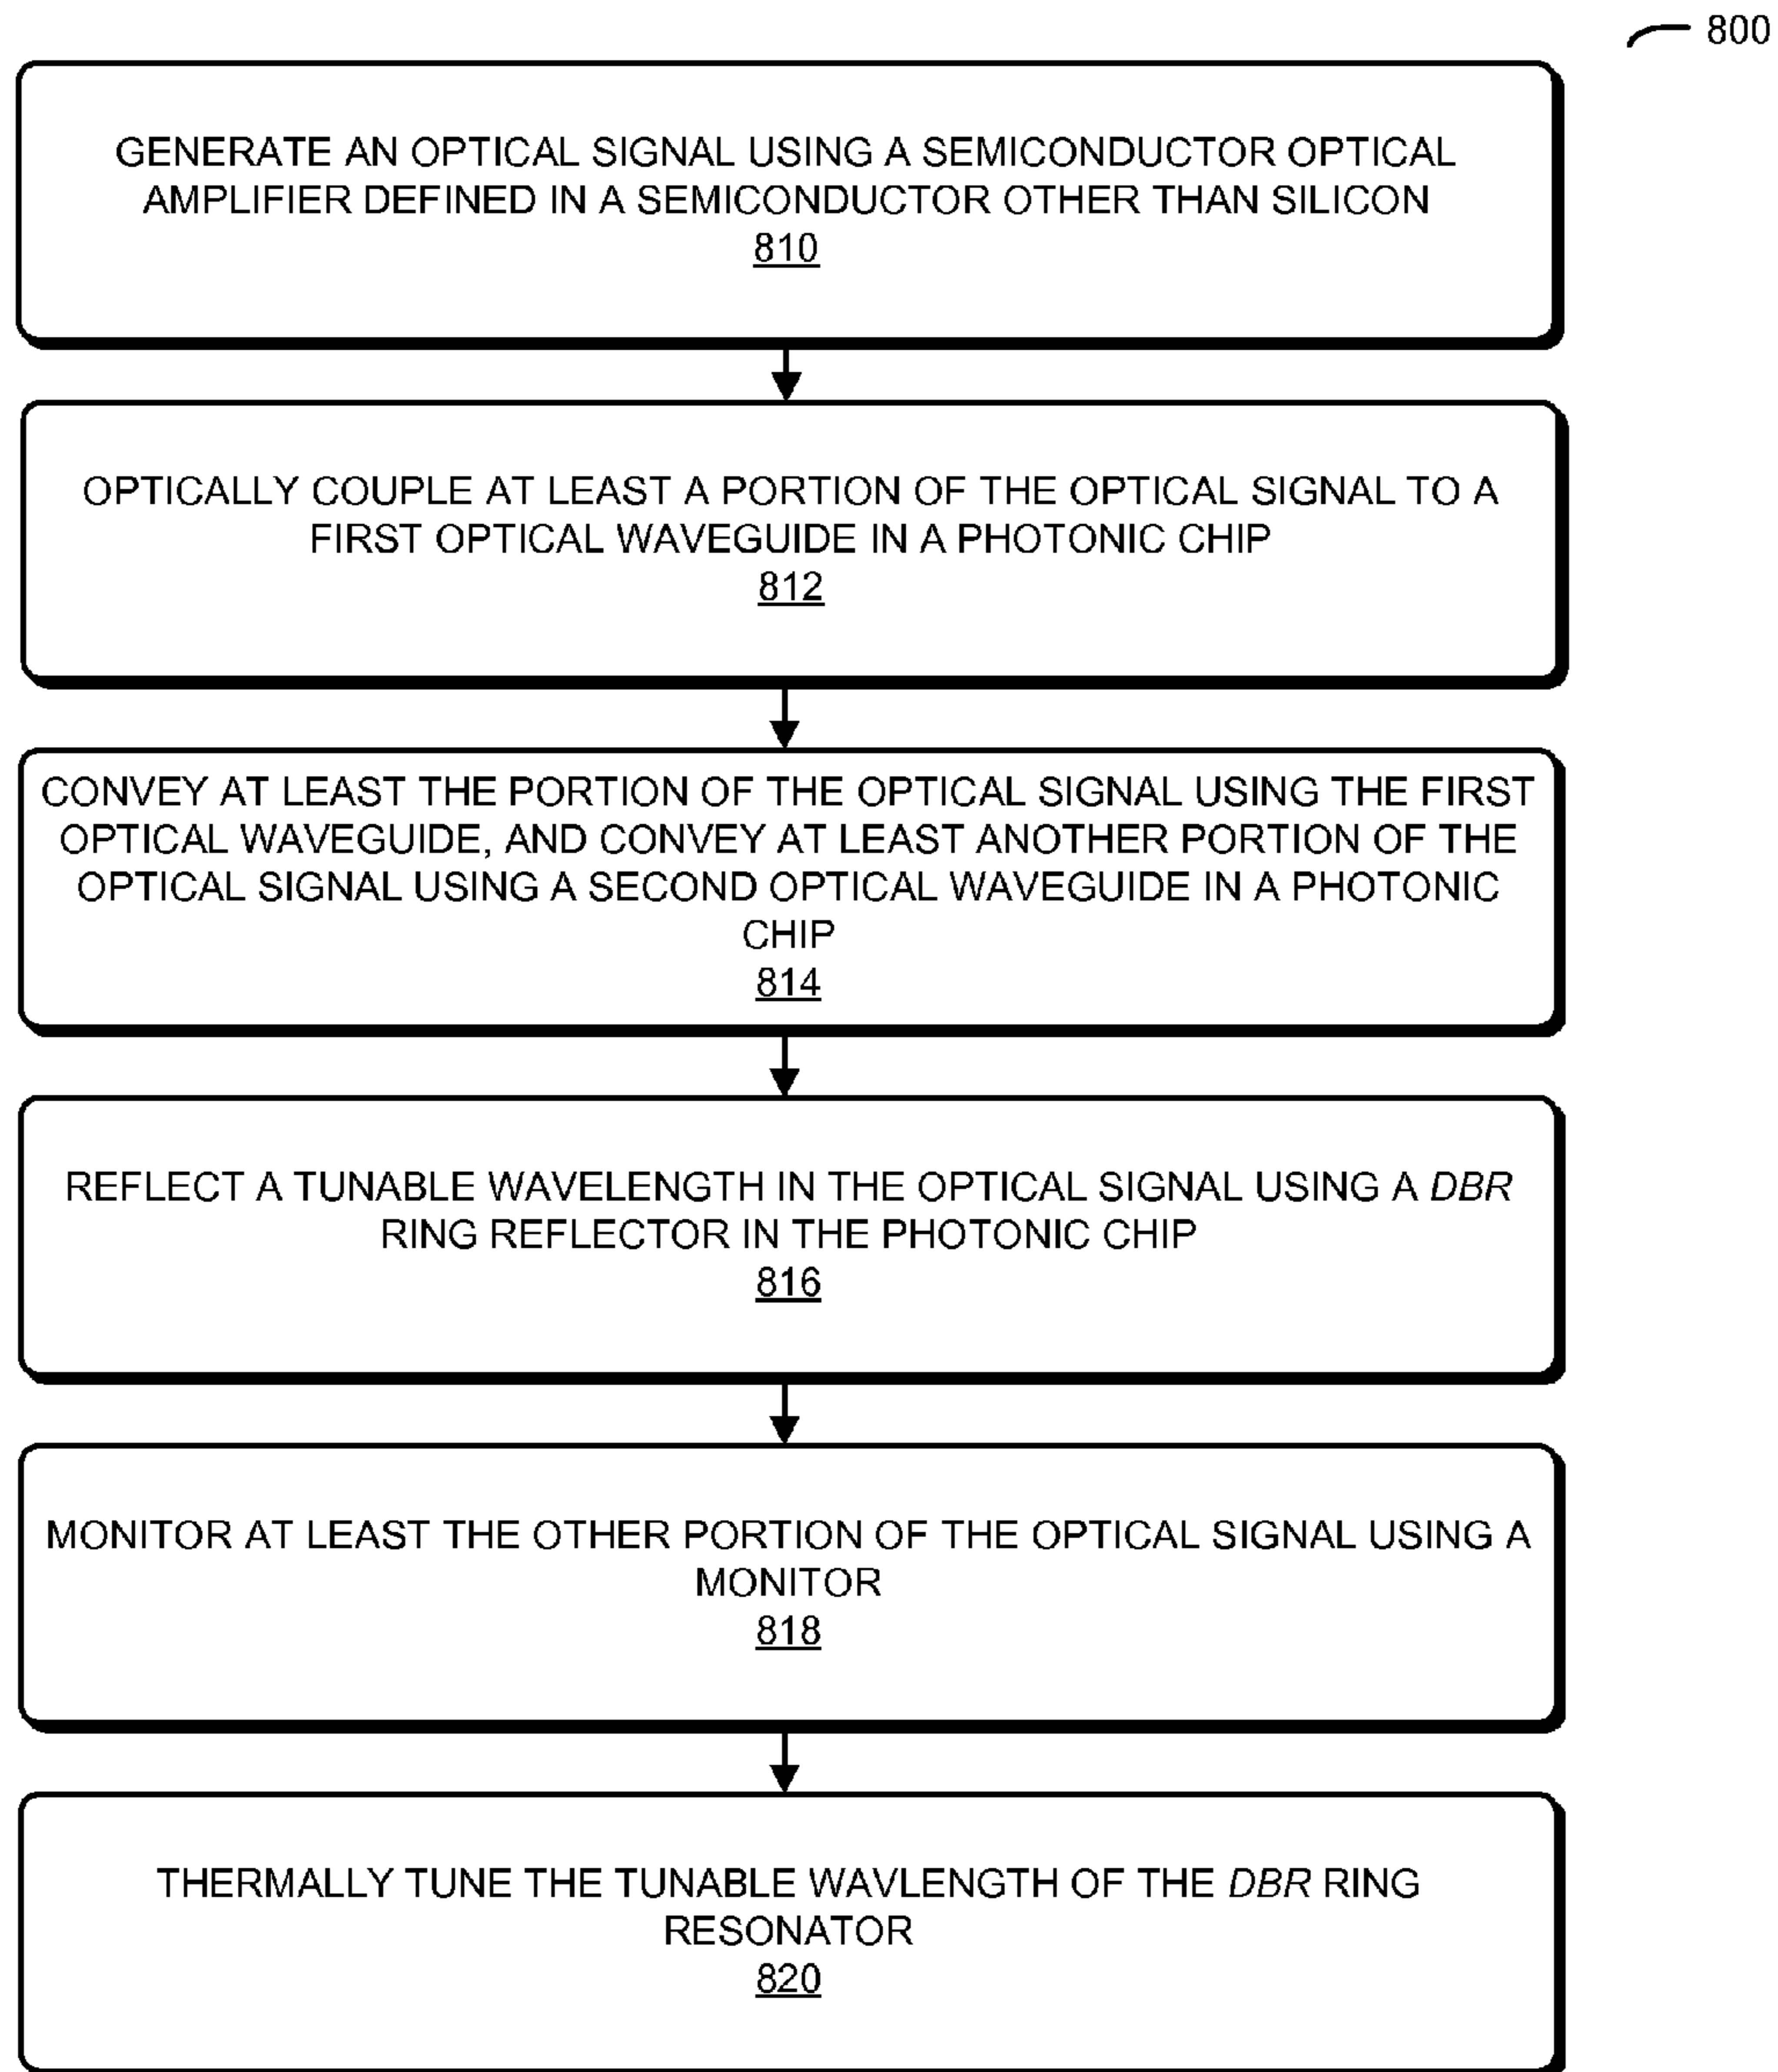 800
GENERATE AN OPTICAL SIGNAL USING A SEMICONDUCTOR OPTICAL
AMPLIFIER DEFINED IN A SEMICONDUCTOR OTHER THAN SILICON
810
OPTICALLY COUPLE AT LEAST A PORTION OF THE OPTICAL SIGNAL TO A
FIRST OPTICAL WAVEGUIDE IN A PHOTONIC CHIP
812
CONVEY AT LEAST THE PORTION OF THE OPTICAL SIGNAL USING THE FIRST
OPTICAL WAVEGUIDE, AND CONVEY AT LEAST ANOTHER PORTION OF THE
OPTICAL SIGNAL USING A SECOND OPTICAL WAVEGUIDE IN A PHOTONIC
CHIP
814
REFLECT A TUNABLE WAVELENGTH IN THE OPTICAL SIGNAL USING A DBR
RING REFLECTOR IN THE PHOTONIC CHIP
816
MONITOR AT LEAST THE OTHER PORTION OF THE OPTICAL SIGNAL USING A
MONITOR
818
THERMALLY TUNE THE TUNABLE WAVLENGTH OF THE DBR RING
RESONATOR
820